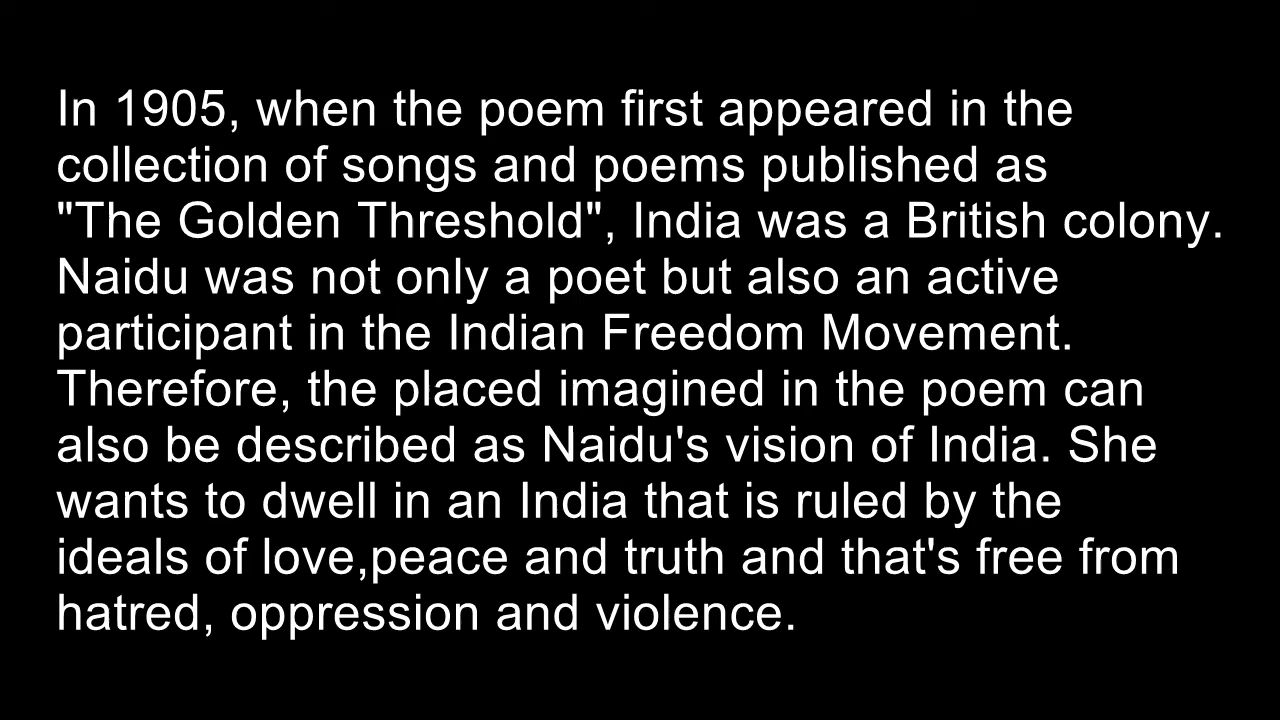 In 1905, when the poem first appeared in the
collection of songs and poems published as
"The Golden Threshold", India was a British colony.
Naidu was not only a poet but also an active
participant in the Indian Freedom Movement.
Therefore, the placed imagined in the poem can
also be described as Naidu's vision of India. She
wants to dwell in an India that is ruled by the
ideals of love,peace and truth and that's free from
hatred, oppression and violence.